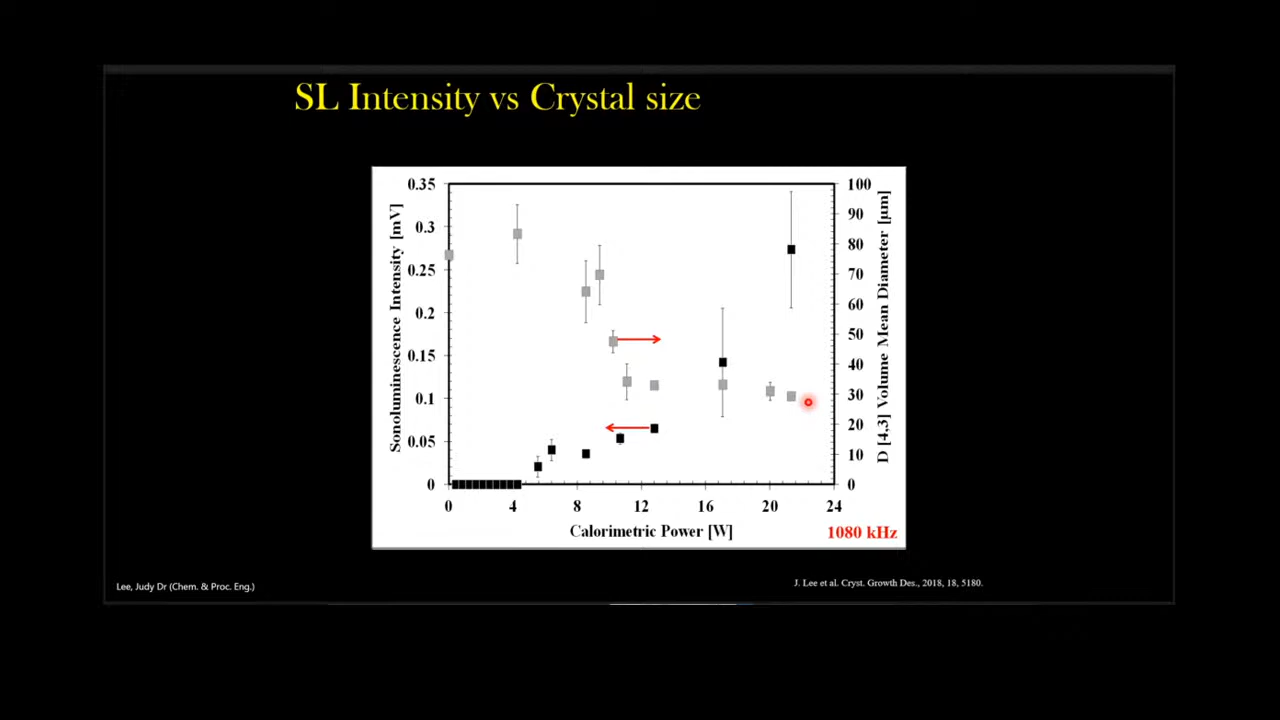 SL Intensity vs Crystal size
Sonoluminescence Intensity [mV]
0.35
0.3
0.25
0.2
0.15
0.1
0.05
0
100
90
80
70
60
50
40
30
20
10
0
D [4,3] Volume Mean Diameter [µm]
0 4 8 12 16 20 24
Calorimetric Power [W]
1080 kHz
Lee, Judy Dr (Chem. & Proc. Eng.)
J. Lee et al. Cryst. Growth Des., 2018, 18, 5180.